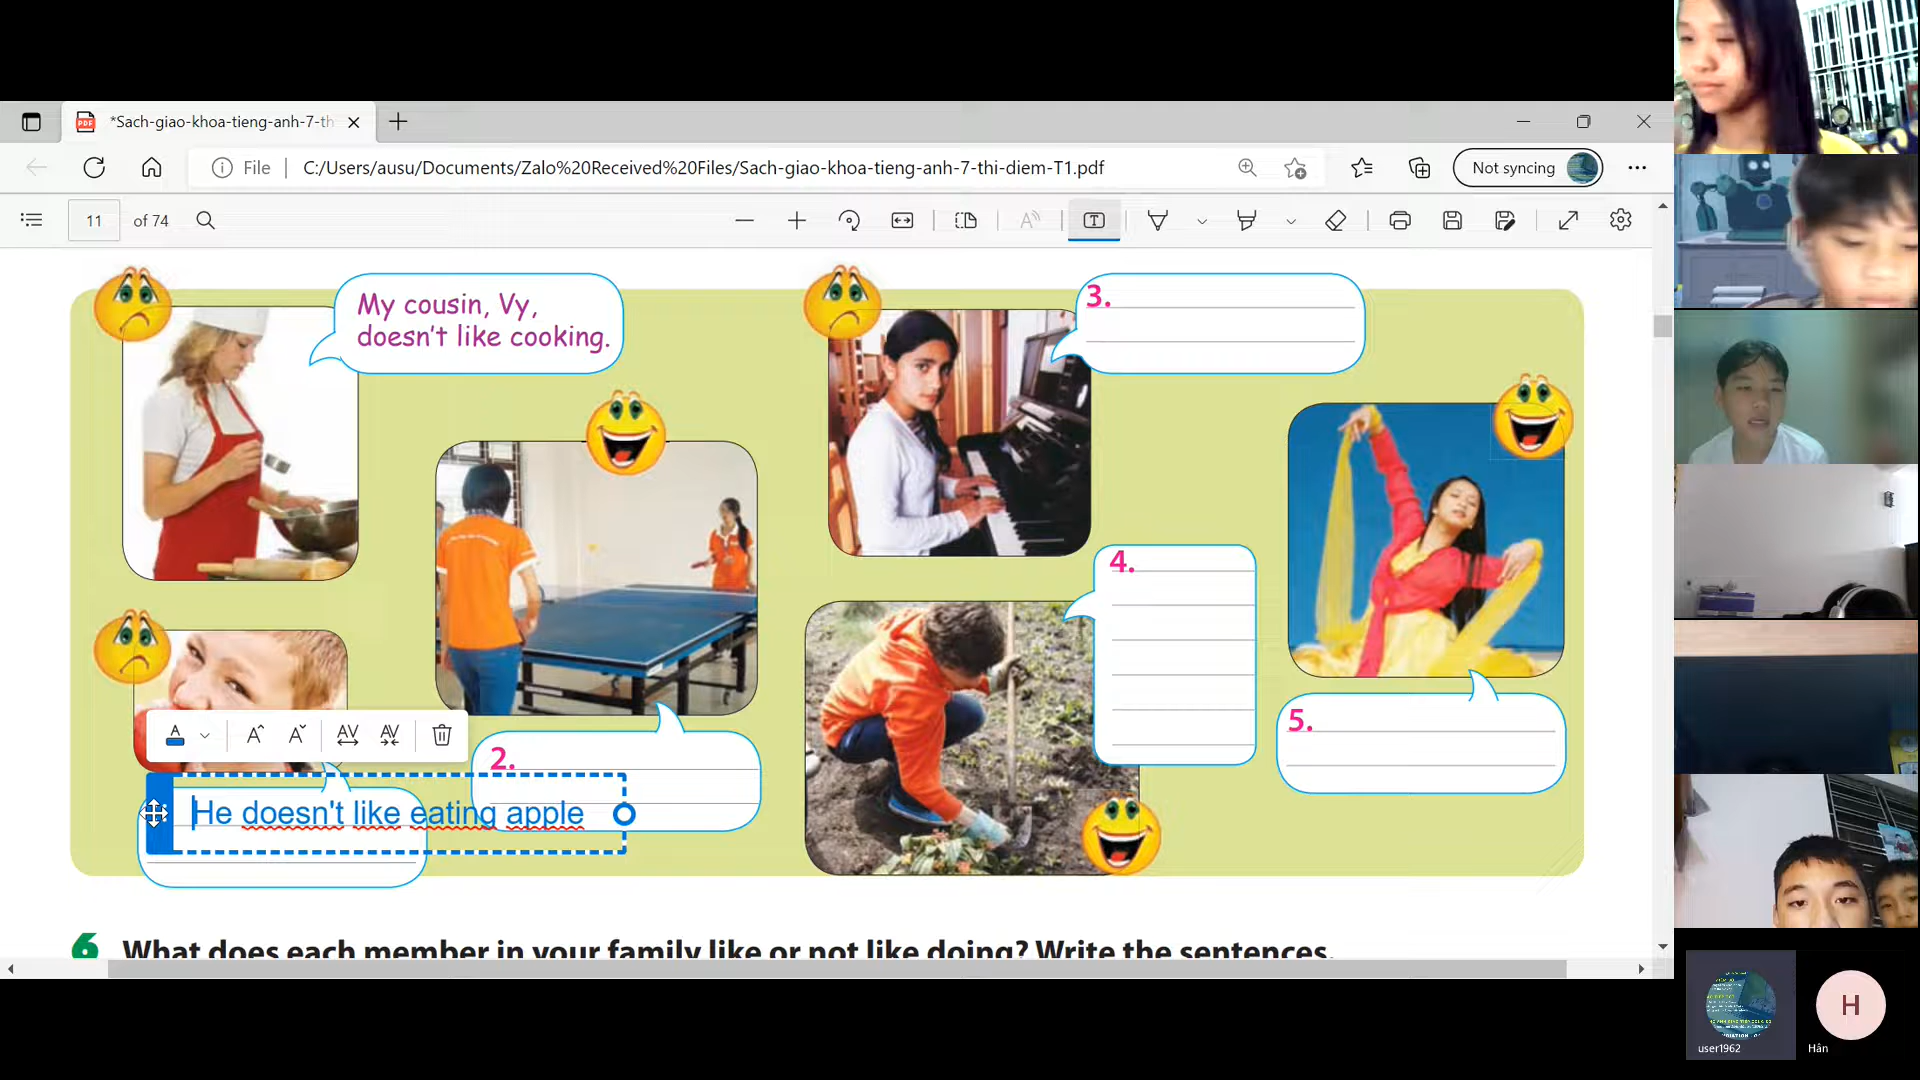 *Sach-giao-khoa-tieng-anh-7-th
File
C:/Users/ausu/Documents/Zalo%20Received%20Files/Sach-giao-khoa-tieng-anh-7-thi-diem-T1.pdf
Not syncing
11 of 74
My cousin, Vy,
doesn't like cooking.
3.
4.
2.
5.
He doesn't like eating apple
6 What does each member in your family like or not like doing? Write the sentences.
H
user1962
Hân